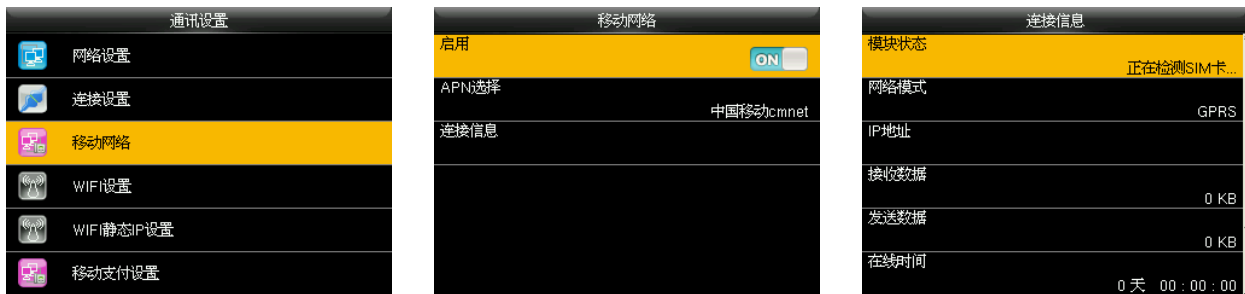 通讯设置
网络设置
连接设置
移动网络
WIFI设置
WIFI静态IP设置
移动支付设置
移动网络
启用
ON
APN选择
中国移动cmnet
连接信息
连接信息
模块状态
正在检测SIM卡...
网络模式
GPRS
IP地址
接收数据
0 KB
发送数据
0 KB
在线时间
0 天 00 : 00 : 00